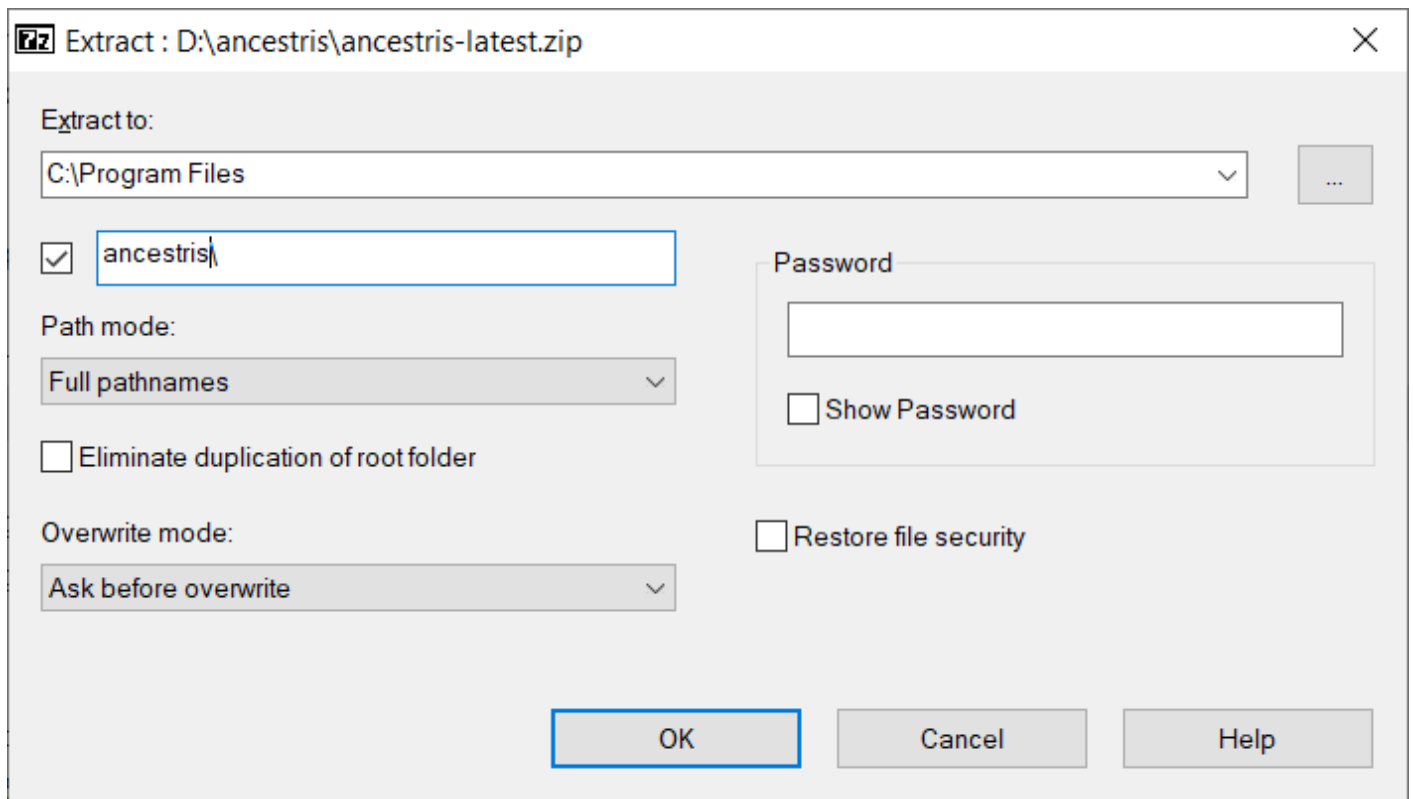 7z Extract : D:\ancestris\ancestris-latest.zip
Extract to:
C:\Program Files
...
ancestris\
Password
Path mode:
Full pathnames
Show Password
Eliminate duplication of root folder
Overwrite mode:
Restore file security
Ask before overwrite
OK Cancel Help